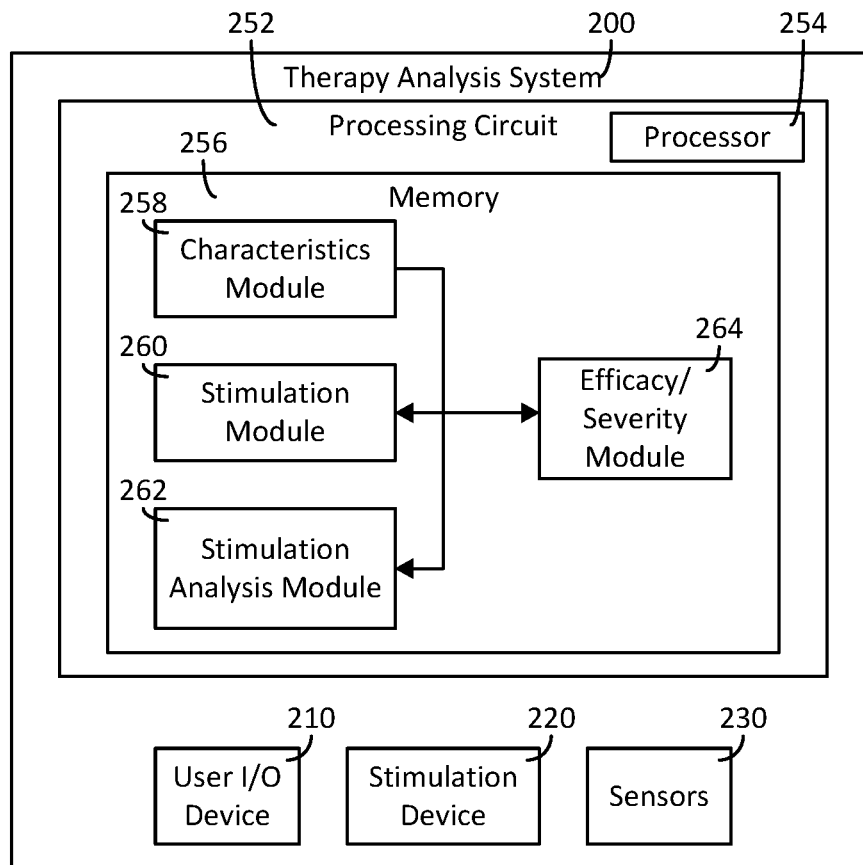 252
200
254
Therapy Analysis System
Processing Circuit
Processor
256
Memory
258
Characteristics
Module
260
Stimulation
Module
264
Efficacy/
Severity
Module
262
Stimulation
Analysis Module
210
220
230
User I/O
Device
Stimulation
Device
Sensors